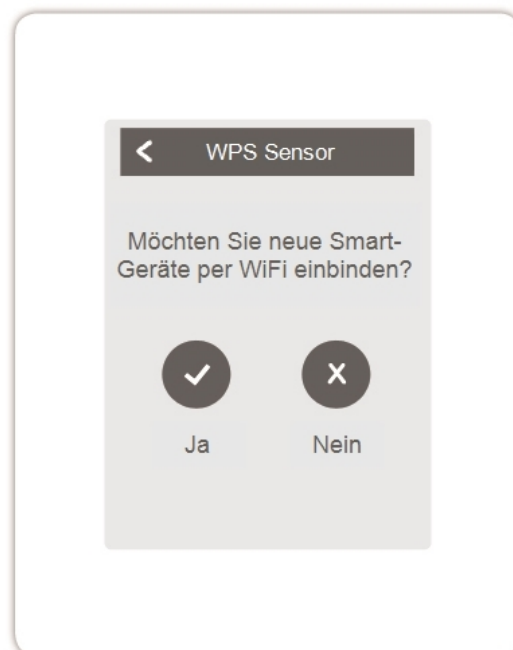 WPS Sensor
Möchten Sie neue Smart-
Geräte per WiFi einbinden?
Ja
Nein